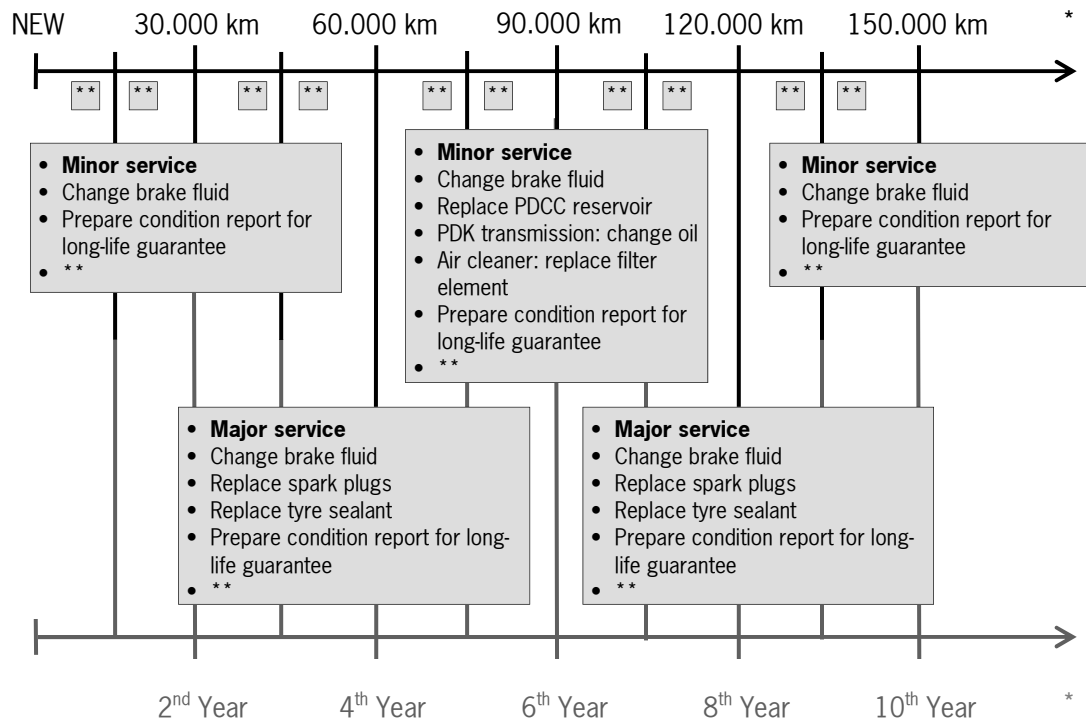 NEW 30.000 km 60.000 km 90.000 km 120.000 km 150.000 km *
** ** ** ** ** ** ** ** ** **
• Minor service
• Change brake fluid
• Prepare condition report for
long-life guarantee
• **
• Minor service
• Change brake fluid
• Replace PDCC reservoir
• PDK transmission: change oil
• Air cleaner: replace filter
element
• Prepare condition report for
long-life guarantee
• **
• Minor service
• Change brake fluid
• Prepare condition report for
long-life guarantee
• **
• Major service
• Change brake fluid
• Replace spark plugs
• Replace tyre sealant
• Prepare condition report for long-
life guarantee
• **
• Major service
• Change brake fluid
• Replace spark plugs
• Replace tyre sealant
• Prepare condition report for long-
life guarantee
• **
2nd Year 4th Year 6th Year 8th Year 10th Year *